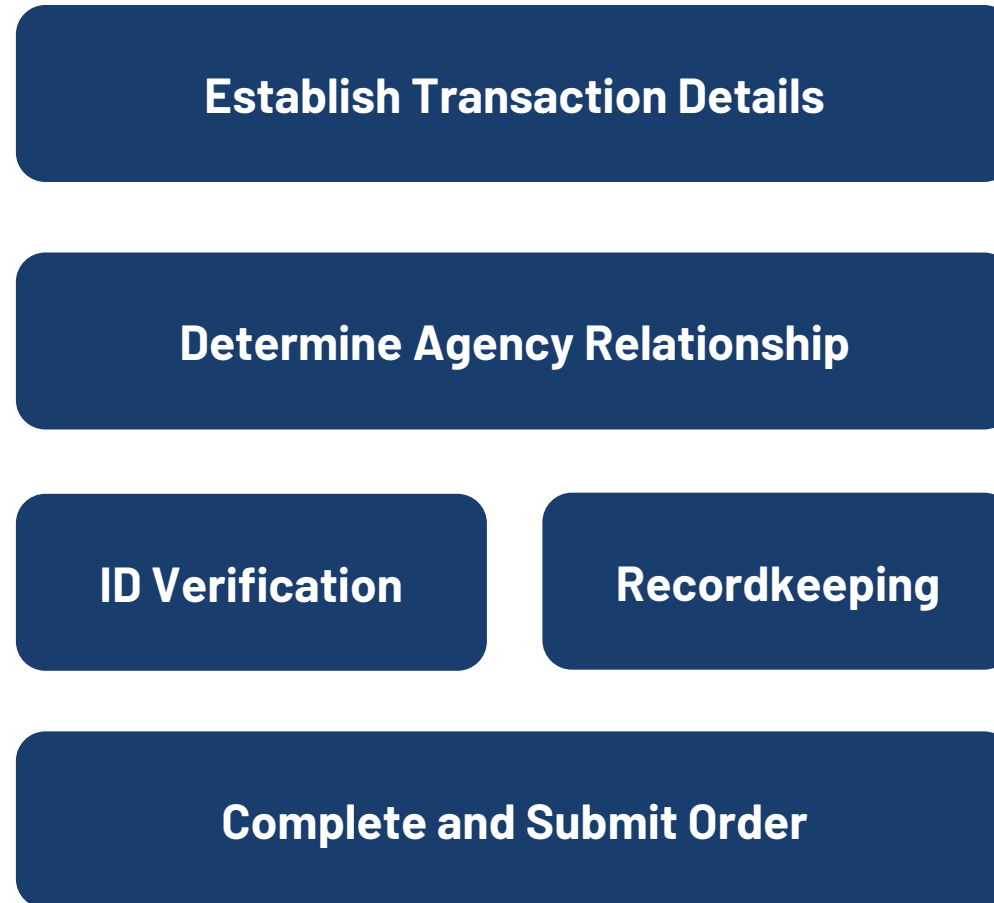 Establish Transaction Details
Determine Agency Relationship
ID Verification
Recordkeeping
Complete and Submit Order